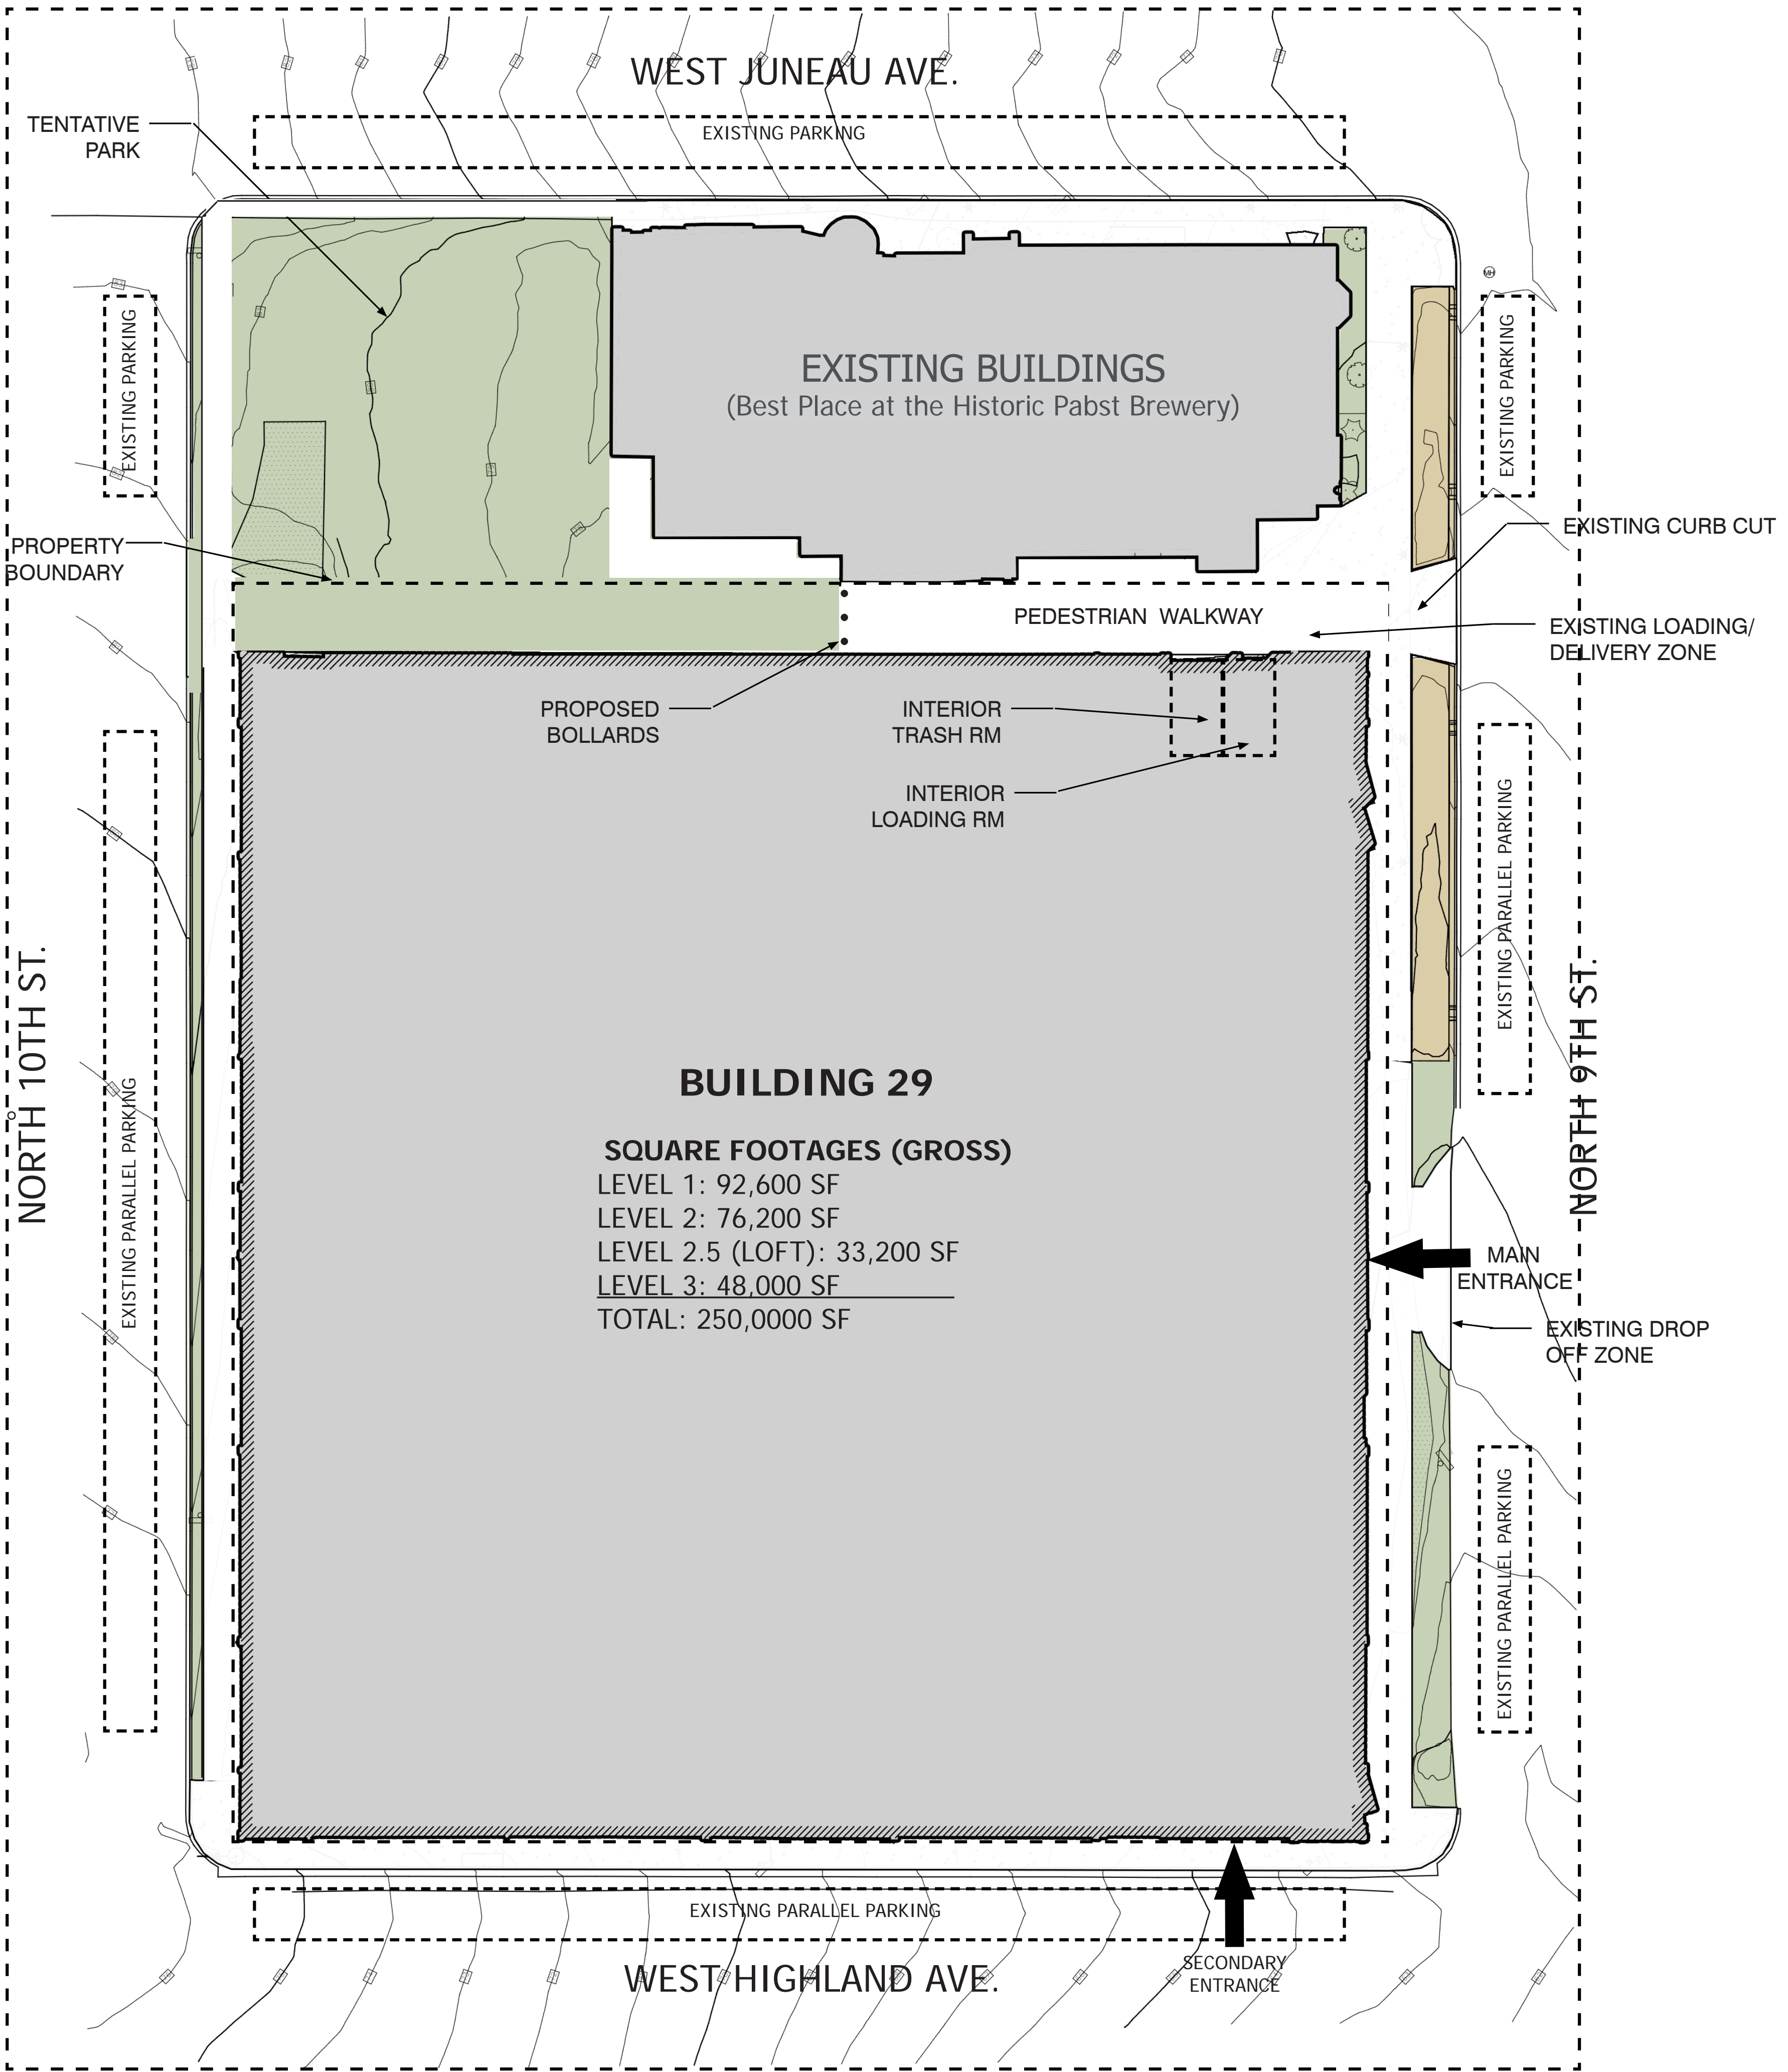 WEST JUNEAU AVE.
EXISTING PARKING
TENTATIVE
PARK
EXISTING PARKING
EXISTING PARKING
MH
EXISTING BUILDINGS
(Best Place at the Historic Pabst Brewery)
PROPERTY
BOUNDARY
EXISTING CURB CUT
PEDESTRIAN WALKWAY
EXISTING LOADING/
DELIVERY ZONE
PROPOSED
BOLLARDS
INTERIOR
TRASH RM
INTERIOR
LOADING RM
EXISTING PARALLEL PARKING
NORTH 10TH ST.
NORTH 9TH ST.
EXISTING PARALLEL PARKING
BUILDING 29
SQUARE FOOTAGES (GROSS)
LEVEL 1: 92,600 SF
LEVEL 2: 76,200 SF
LEVEL 2.5 (LOFT): 33,200 SF
LEVEL 3: 48,000 SF
TOTAL: 250,0000 SF
MAIN
ENTRANCE
EXISTING DROP
OFF ZONE
EXISTING PARALLEL PARKING
EXISTING PARALLEL PARKING
SECONDARY
ENTRANCE
WEST HIGHLAND AVE.